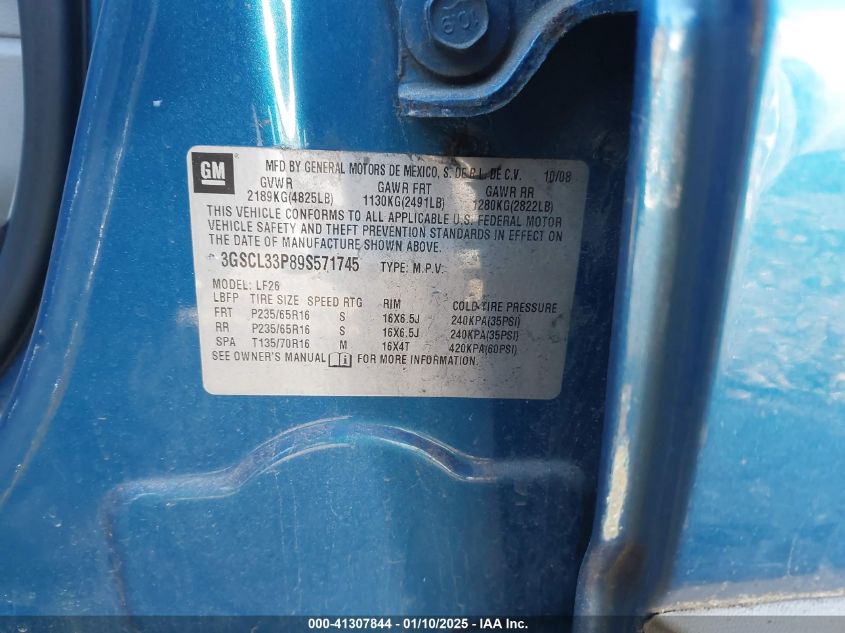 10.9
GM
MFD BY GENERAL MOTORS DE MEXICO, S. DE R.L. DE C.V. 10/08
GVWR GAWR FRT GAWR RR
2189KG(4825LB) 1130KG(2491LB) 1280KG(2822LB)
THIS VEHICLE CONFORMS TO ALL APPLICABLE U.S. FEDERAL MOTOR
VEHICLE SAFETY AND THEFT PREVENTION STANDARDS IN EFFECT ON
THE DATE OF MANUFACTURE SHOWN ABOVE.
3GSCL33P89S571745 TYPE: M.P.V.
MODEL: LF26
LBFP TIRE SIZE SPEED RTG RIM COLD TIRE PRESSURE
FRT P235/65R16 S 16X6.5J 240KPA(35PSI)
RR P235/65R16 S 16X6.5J 240KPA(35PSI)
SPA T135/70R16 M 16X4T 420KPA(60PSI)
SEE OWNER'S MANUAL FOR MORE INFORMATION.
000-41307844 / 01/10/2025 - IAA Inc.